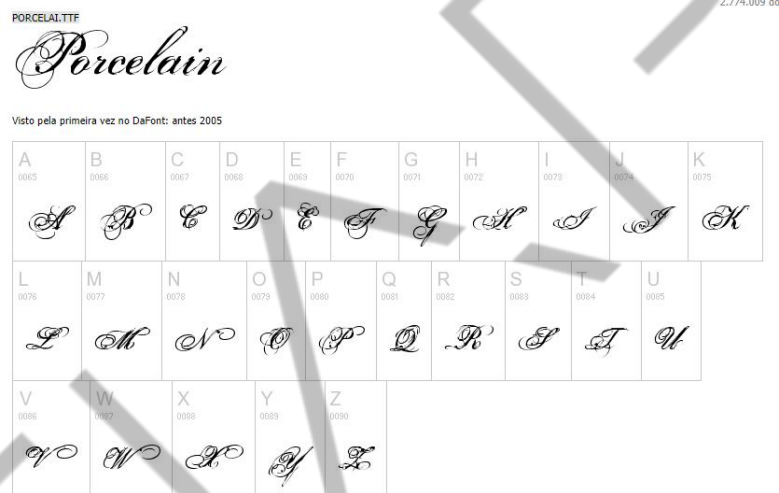 2.774.009 do
PORCELAI.TTF
Porcelain
Visto pela primeira vez no DaFont: antes 2005
A B C D E F G H I J K
0065 0066 0067 0068 0069 0070 0071 0072 0073 0074 0075
A B C D E F G H I J K
L M N O P Q R S T U
0076 0077 0078 0079 0080 0081 0082 0083 0084 0085
L M N O P Q R S T U
V W X Y Z
0086 0087 0088 0089 0090
V W X Y Z